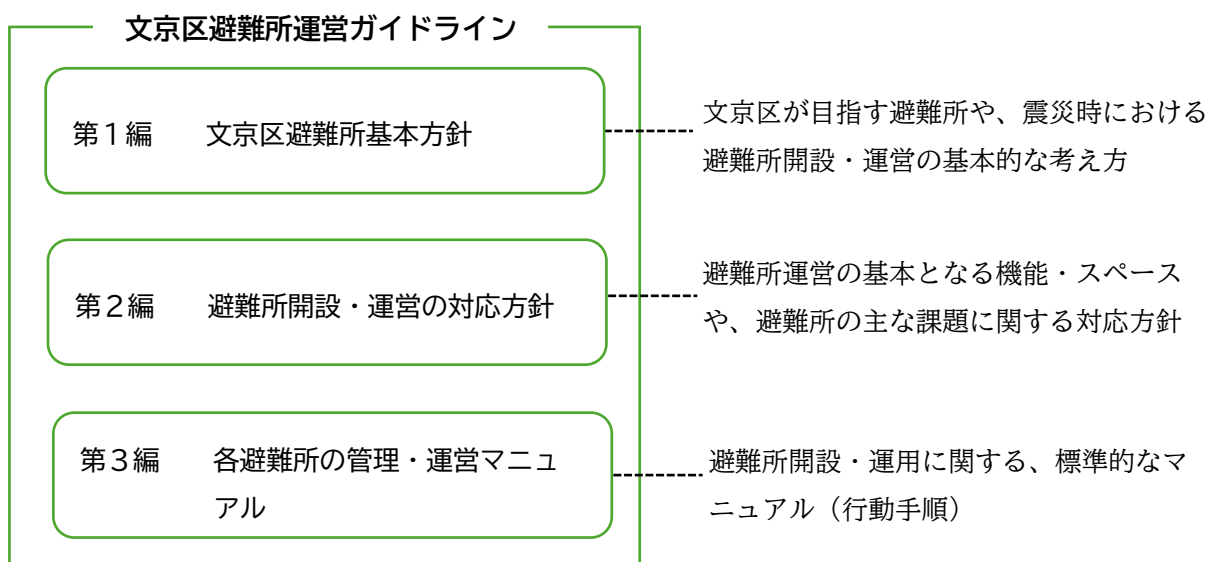 文京区避難所運営ガイドライン
第1編 文京区避難所基本方針
文京区が目指す避難所や、震災時における
避難所開設・運営の基本的な考え方
第2編 避難所開設・運営の対応方針
避難所運営の基本となる機能・スペース
や、避難所の主な課題に関する対応方針
第3編 各避難所の管理・運営マニュ
アル
避難所開設・運用に関する、標準的なマ
ニュアル（行動手順）